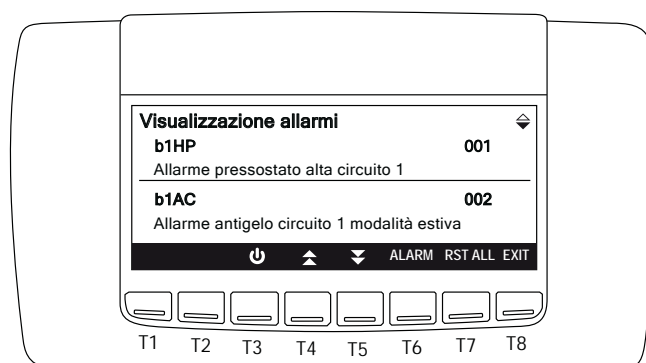 Visualizzazione allarmi
b1HP 001
Allarme pressostato alta circuito 1
b1AC 002
Allarme antigelo circuito 1 modalità estiva
ALARM RST ALL EXIT
T1 T2 T3 T4 T5 T6 T7 T8